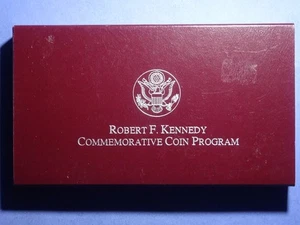 ROBERT F. KENNEDY
COMMEMORATIVE COIN PROGRAM